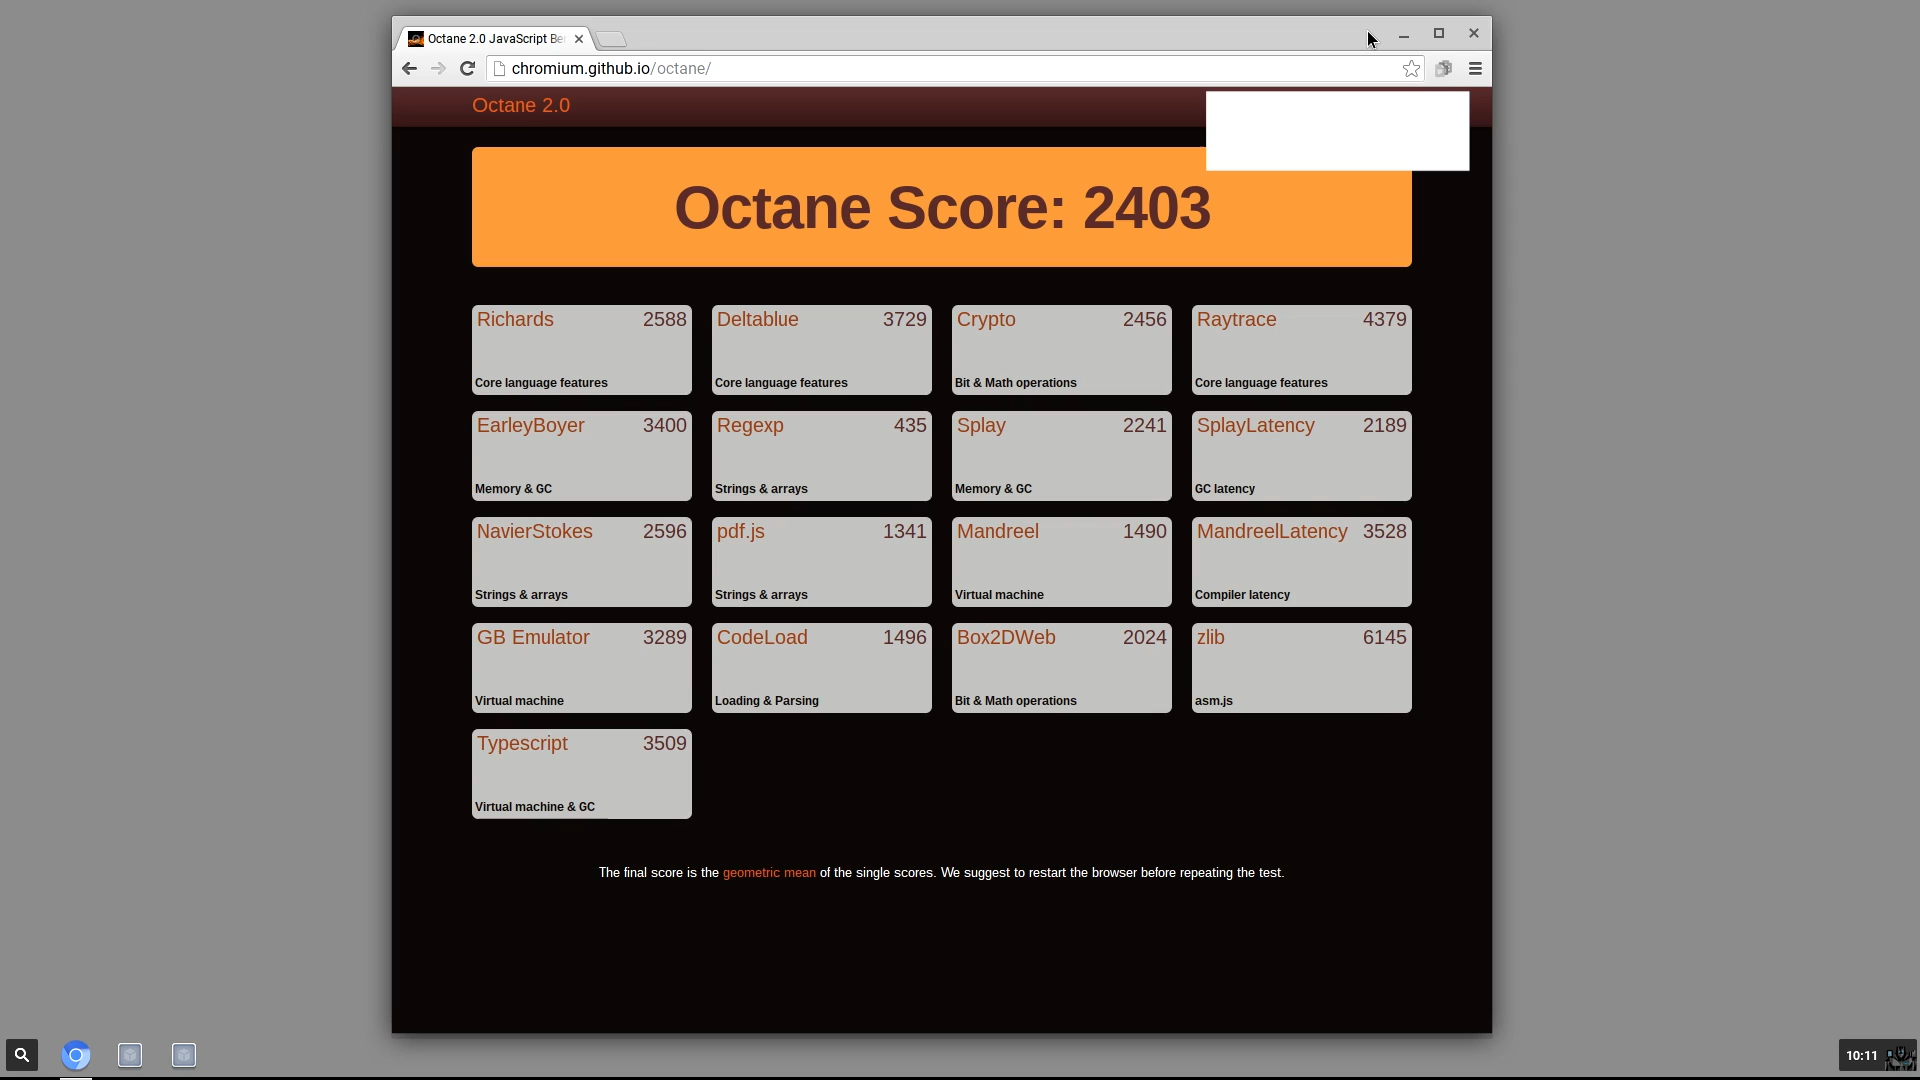 Octane 2.0 JavaScript Be
chromium.github.io/octane/
Octane 2.0
Octane Score: 2403
Richards 2588
Core language features
Deltablue 3729
Core language features
Crypto 2456
Bit & Math operations
Raytrace 4379
Core language features
EarleyBoyer 3400
Memory & GC
Regexp 435
Strings & arrays
Splay 2241
Memory & GC
SplayLatency 2189
GC latency
NavierStokes 2596
Strings & arrays
pdf.js 1341
Strings & arrays
Mandreel 1490
Virtual machine
MandreelLatency 3528
Compiler latency
GB Emulator 3289
Virtual machine
CodeLoad 1496
Loading & Parsing
Box2DWeb 2024
Bit & Math operations
zlib 6145
asm.js
Typescript 3509
Virtual machine & GC
The final score is the geometric mean of the single scores. We suggest to restart the browser before repeating the test.
10:11